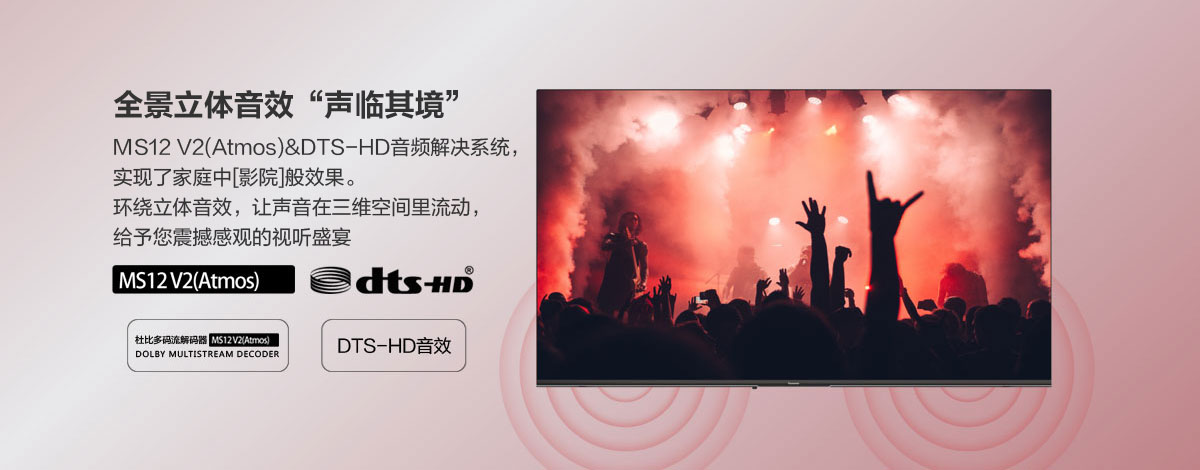 全景立体音效“声临其境”
MS12 V2(Atmos)&DTS-HD音频解决系统，
实现了家庭中[影院]般效果。
环绕立体音效，让声音在三维空间里流动，
给予您震撼感观的视听盛宴
MS12 V2(Atmos)
dts-HD®
杜比多码流解码器 MS12 V2(Atmos)
DOLBY MULTISTREAM DECODER
DTS-HD音效